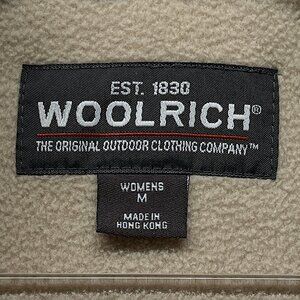 EST. 1830
WOOLRICH®
THE ORIGINAL OUTDOOR CLOTHING COMPANY™
WOMENS
M
MADE IN
HONG KONG